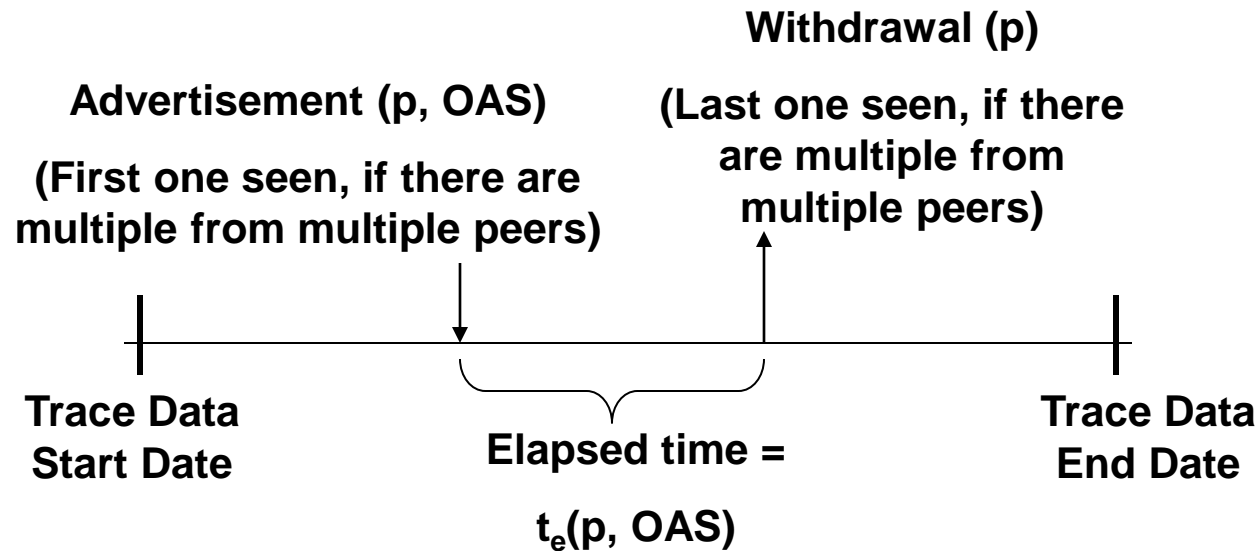 Withdrawal (p)
(Last one seen, if there
are multiple from
multiple peers)
Advertisement (p, OAS)
(First one seen, if there are
multiple from multiple peers)
Trace Data
Start Date
Elapsed time =
tₑ(p, OAS)
Trace Data
End Date